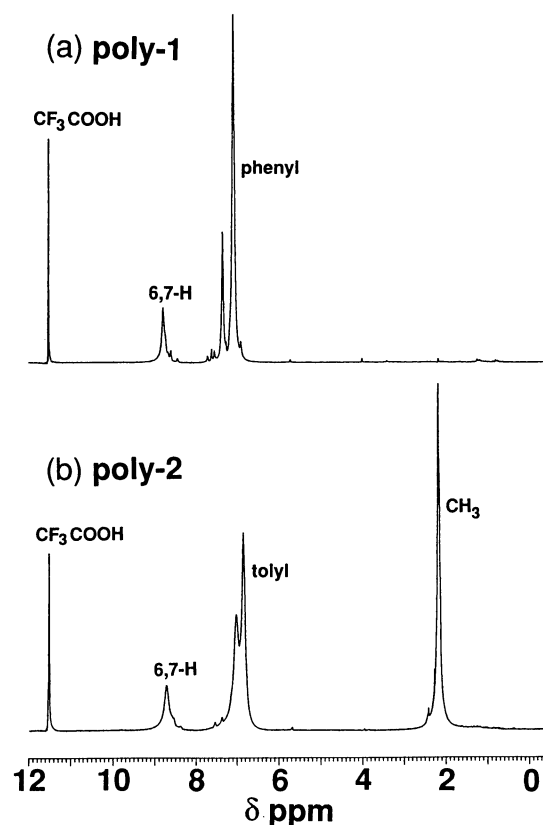 (a) poly-1
CF3COOH
phenyl
6,7-H
(b) poly-2
CF3COOH
CH3
tolyl
6,7-H
12 10 8 6 4 2 0
δ ppm